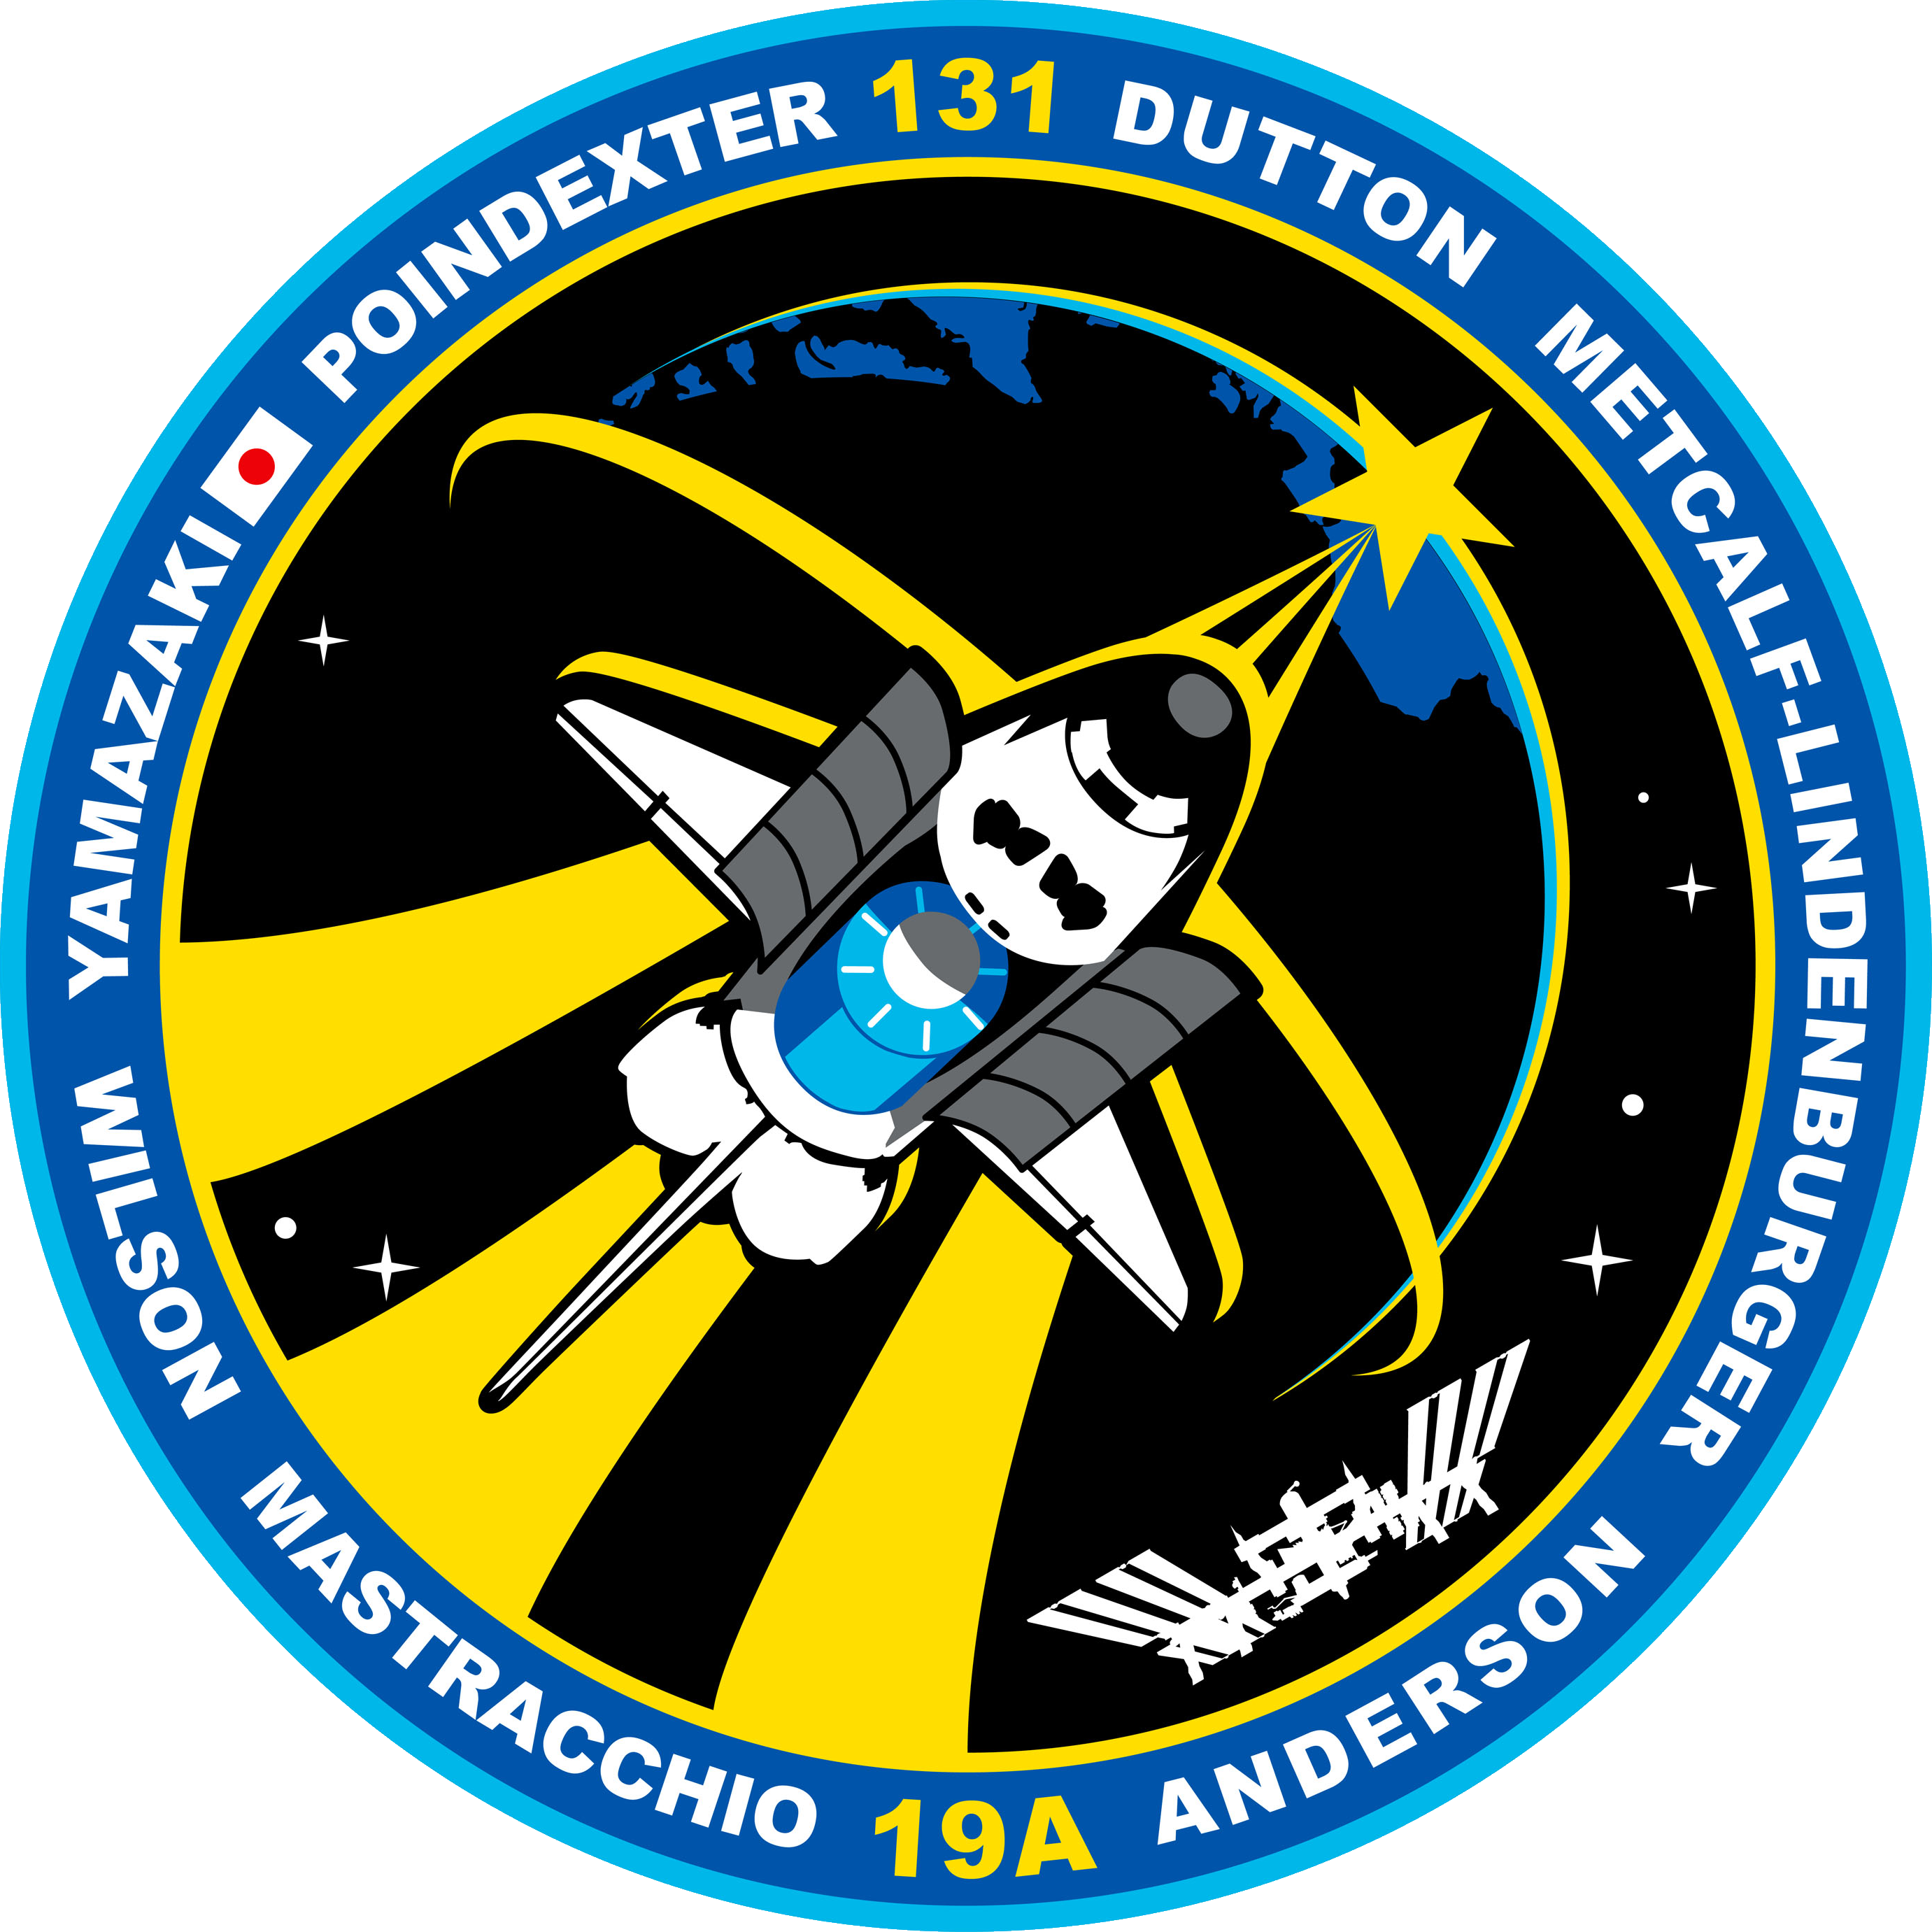 131
DUTTON
METCALF-LINDENBURGER
ANDERSON
19A
MASTRACCHIO
WILSON
YAMAZAKI
POINDEXTER